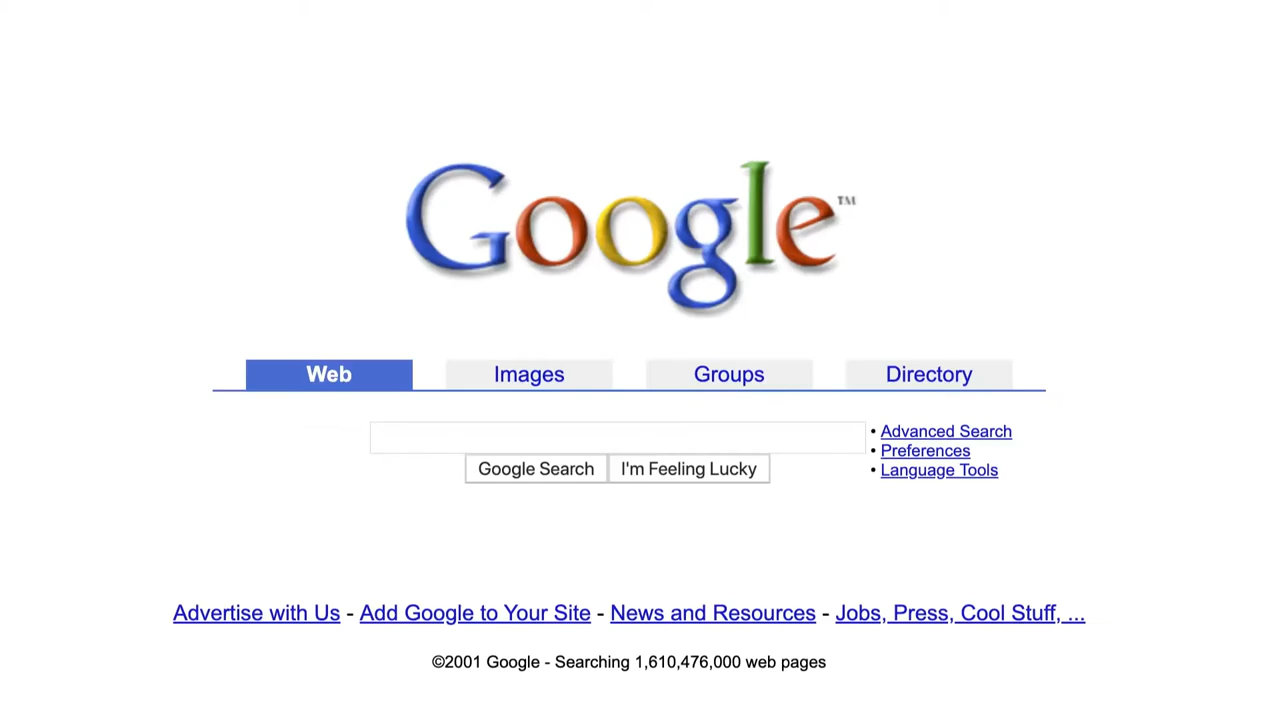 Google™
Web Images Groups Directory
• Advanced Search
• Preferences
• Language Tools
Google Search I'm Feeling Lucky
Advertise with Us - Add Google to Your Site - News and Resources - Jobs, Press, Cool Stuff, ...
©2001 Google - Searching 1,610,476,000 web pages